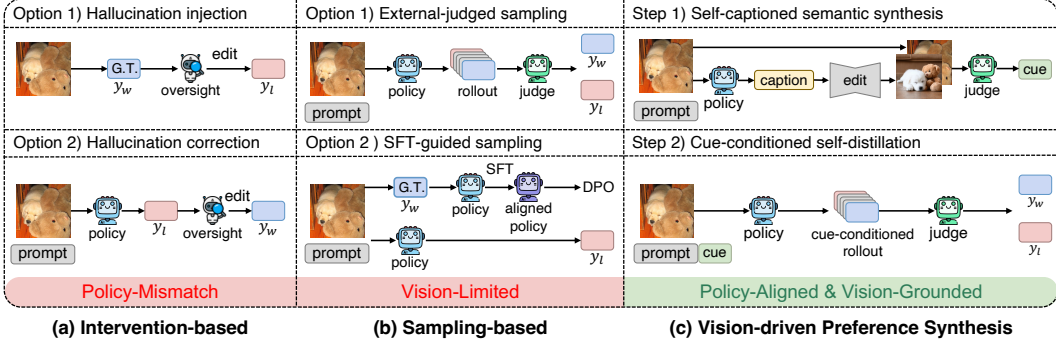 Option 1) Hallucination injection
G.T.
y_w
oversight
edit
y_l
Option 2) Hallucination correction
prompt
policy
y_l
oversight
edit
y_w
Policy-Mismatch
(a) Intervention-based
Option 1) External-judged sampling
prompt
policy
rollout
judge
y_w
y_l
Option 2 ) SFT-guided sampling
G.T.
y_w
policy
SFT
aligned
policy
DPO
prompt
policy
y_l
Vision-Limited
(b) Sampling-based
Step 1) Self-captioned semantic synthesis
prompt
policy
caption
edit
judge
cue
Step 2) Cue-conditioned self-distillation
prompt cue
policy
cue-conditioned
rollout
judge
y_w
y_l
Policy-Aligned & Vision-Grounded
(c) Vision-driven Preference Synthesis